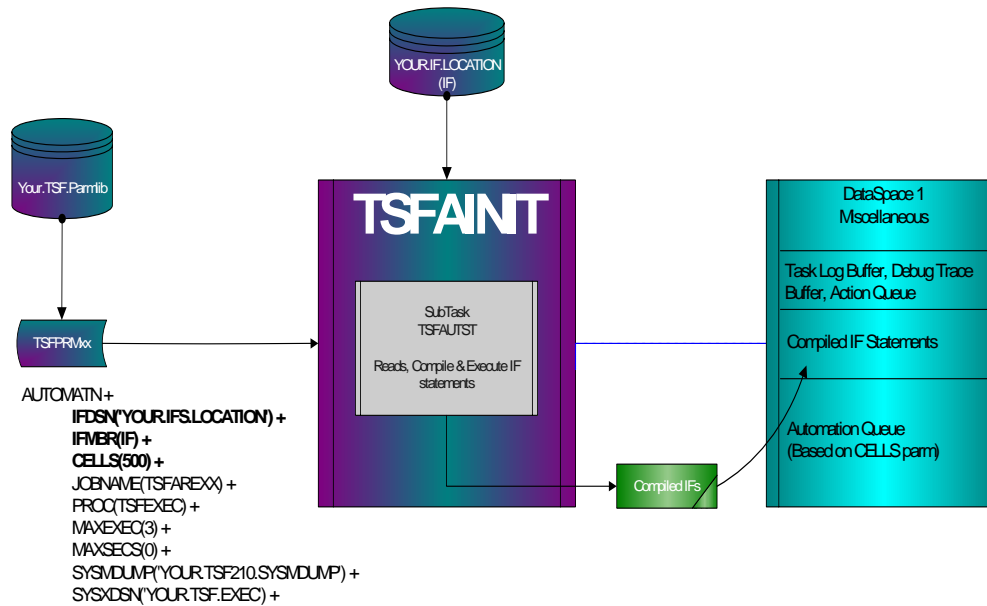 YOUR.IF.LOCATION
(IF)
Your.TSF.Parmlib
TSFAINIT
DataSpace 1
Miscellaneous
Task Log Buffer, Debug Trace
Buffer, Action Queue
SubTask
TSFAUTST
Reads, Compile & Execute IF
statements
TSFPRMxx
Compiled IF Statements
AUTOMATN +
IFDSN('YOUR.IFS.LOCATION') +
IFMBR(IF) +
CELLS(500) +
JOBNAME(TSFAREXX) +
PROC(TSFEXEC) +
MAXEXEC(3) +
MAXSECS(0) +
SYSMDUMP('YOUR.TSF210.SYSMDUMP') +
SYSXDSN('YOUR.TSF.EXEC') +
Automation Queue
(Based on CELLS parm)
Compiled IFs